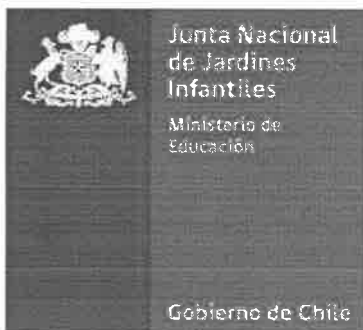 Junta Nacional
de Jardines
Infantiles
Ministerio de
Educación
Gobierno de Chile